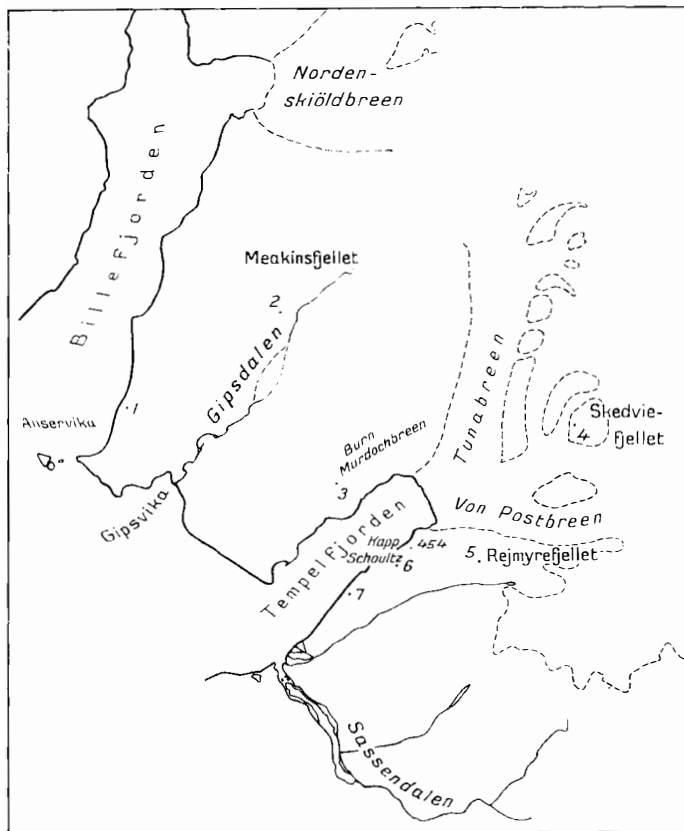 Norden-
skiöldbreen
Billefjorden
Meakinsfjellet
2
Gipsdalen
Tunabreen
1
Anservika
Skedvie-
4 fjellet
Burn
Murdochbreen
3
Gipsvika
Von Postbreen
Tempelfjorden
Kapp .454
Schoultz
6
5. Rejmyrefjellet
7
Sassendalen